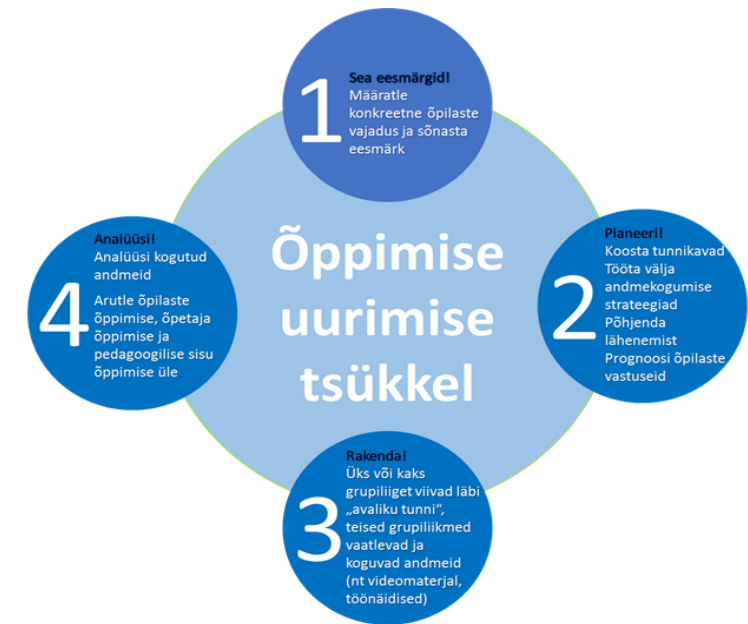 Õppimise
uurimise
tsükkel
1
Sea eesmärgid!
Määratle
konkreetne õpilaste
vajadus ja sõnasta
eesmärk
2
Planeeri!
Koosta tunnikavad
Tööta välja
andmekogumise
strateegiad
Põhjenda
lähenemist
Prognoosi õpilaste
vastuseid
3
Rakenda!
Üks või kaks
grupiliiget viivad läbi
„avaliku tunni“,
teised grupiliikmed
vaatlevad ja
koguvad andmeid
(nt videomaterjal,
töönäidised)
4
Analüüsi!
Analüüsi kogutud
andmeid
Arutle õpilaste
õppimise, õpetaja
õppimise ja
pedagoogilise sisu
õppimise üle